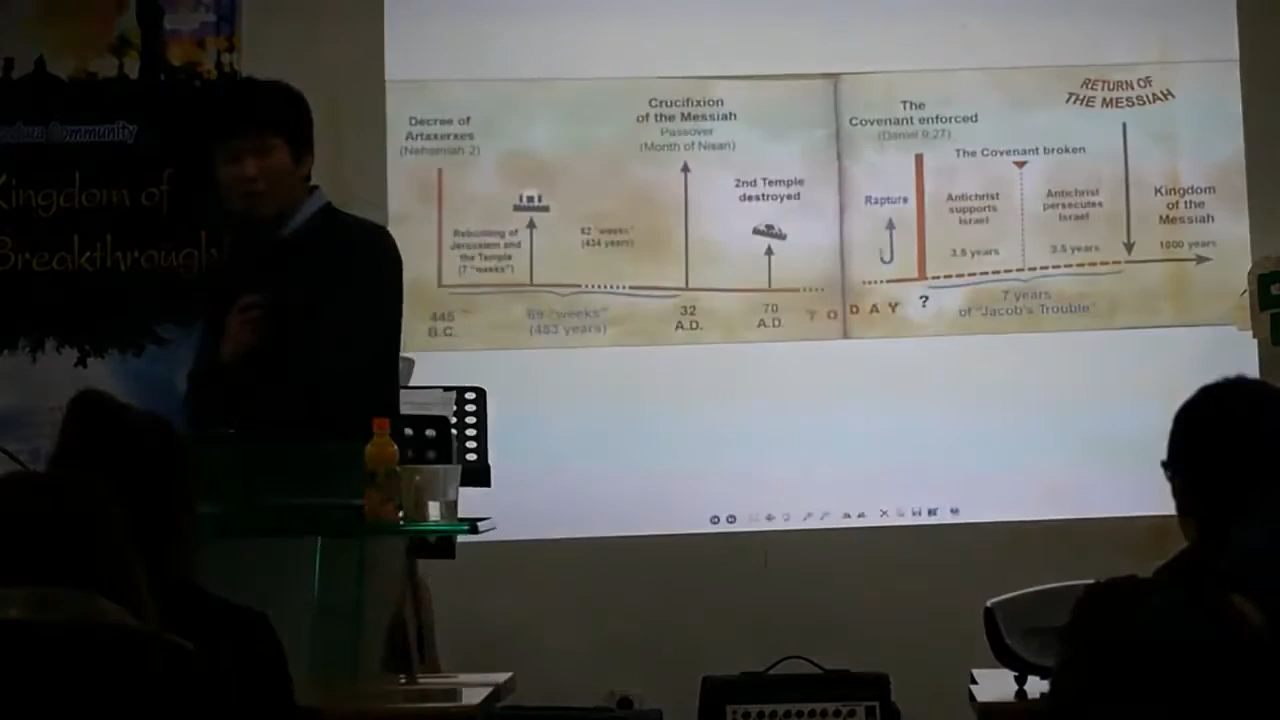 Community
Kingdom of
Breakthrough
Decree of
Artaxerxes
(Nehemiah 2)
Rebuilding of
Jerusalem and
the Temple
(7 "weeks")
62 "weeks"
(434 years)
Crucifixion
of the Messiah
Passover
(Month of Nisan)
2nd Temple
destroyed
445
B.C.
69 "weeks"
(483 years)
32
A.D.
70
A.D.
TODAY ?
Rapture
The
Covenant enforced
(Daniel 9:27)
The Covenant broken
Antichrist
supports
Israel
3.5 years
Antichrist
persecutes
Israel
3.5 years
7 years
of "Jacob's Trouble"
RETURN OF
THE MESSIAH
Kingdom
of the
Messiah
1000 years